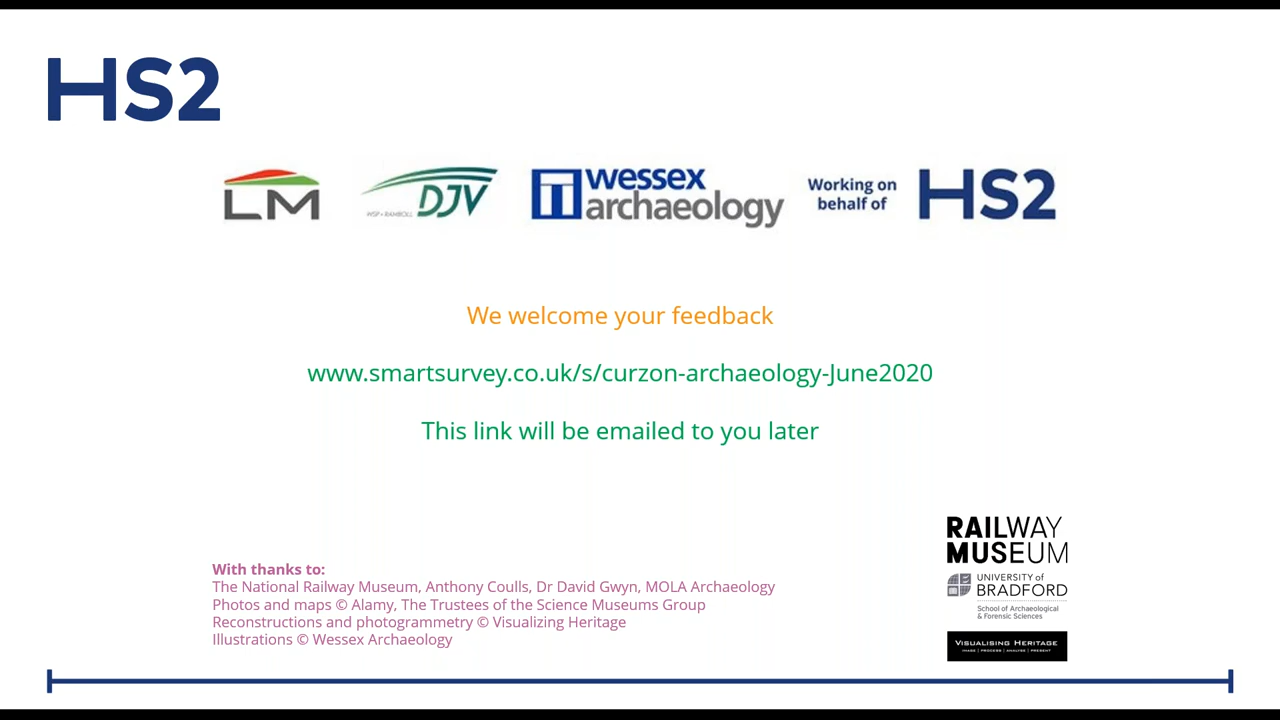 HS2
LM
WSP • RAMBOLL
DJV
wessex
archaeology
Working on
behalf of
HS2
We welcome your feedback
www.smartsurvey.co.uk/s/curzon-archaeology-June2020
This link will be emailed to you later
With thanks to:
The National Railway Museum, Anthony Coulls, Dr David Gwyn, MOLA Archaeology
Photos and maps © Alamy, The Trustees of the Science Museums Group
Reconstructions and photogrammetry © Visualizing Heritage
Illustrations © Wessex Archaeology
RAILWAY
MUSEUM
UNIVERSITY of
BRADFORD
School of Archaeological
& Forensic Sciences
VISUALISING HERITAGE
IMAGE | PROCESS | ANALYSE | PRESENT